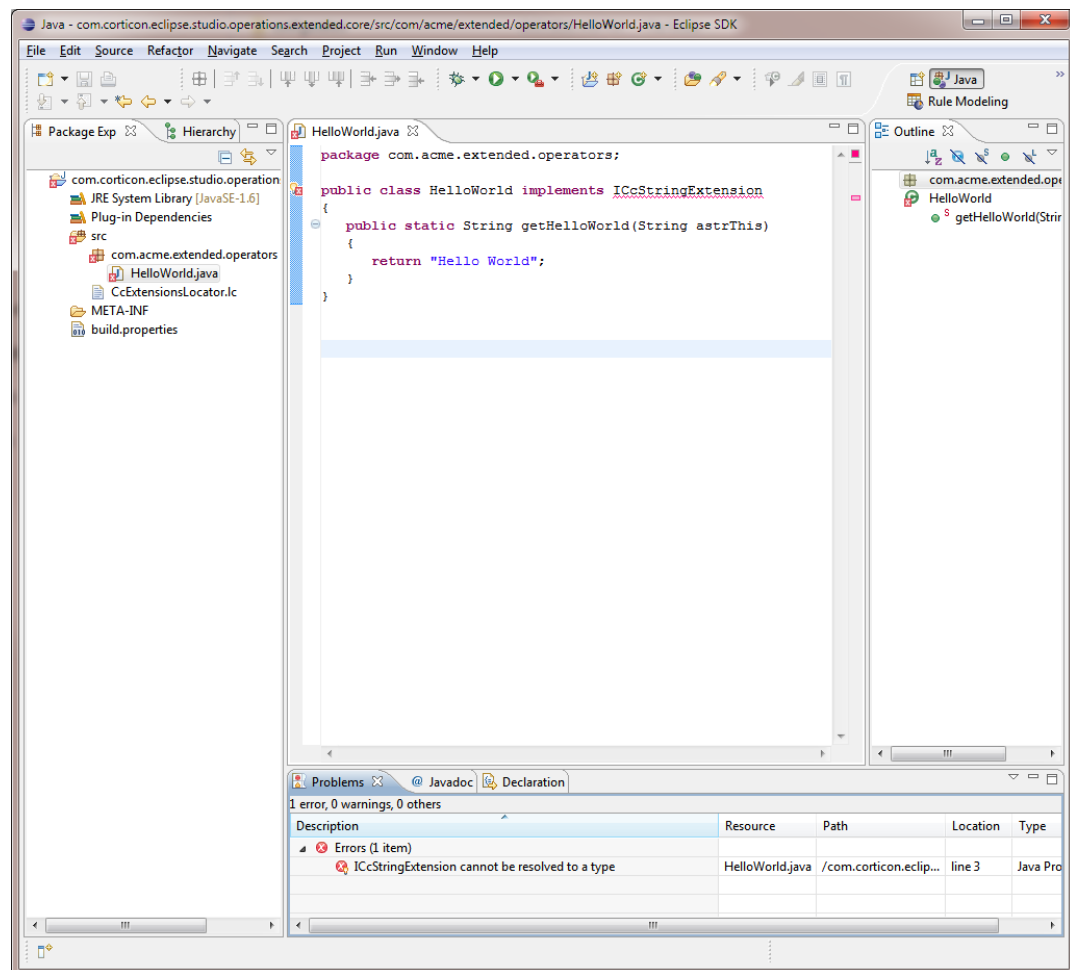 Java - com.corticon.eclipse.studio.operations.extended.core/src/com/acme/extended/operators/HelloWorld.java - Eclipse SDK
File Edit Source Refactor Navigate Search Project Run Window Help
Java
Rule Modeling
Package Exp
Hierarchy
com.corticon.eclipse.studio.operation
JRE System Library [JavaSE-1.6]
Plug-in Dependencies
src
com.acme.extended.operators
HelloWorld.java
CcExtensionsLocator.lc
META-INF
build.properties
HelloWorld.java
package com.acme.extended.operators;
public class HelloWorld implements ICcStringExtension
{
public static String getHelloWorld(String astrThis)
{
return "Hello World";
}
}
Outline
com.acme.extended.ope
HelloWorld
S getHelloWorld(Strin
Problems @ Javadoc Declaration
1 error, 0 warnings, 0 others
Description Resource Path Location Type
Errors (1 item)
ICcStringExtension cannot be resolved to a type HelloWorld.java /com.corticon.eclip... line 3 Java Pro